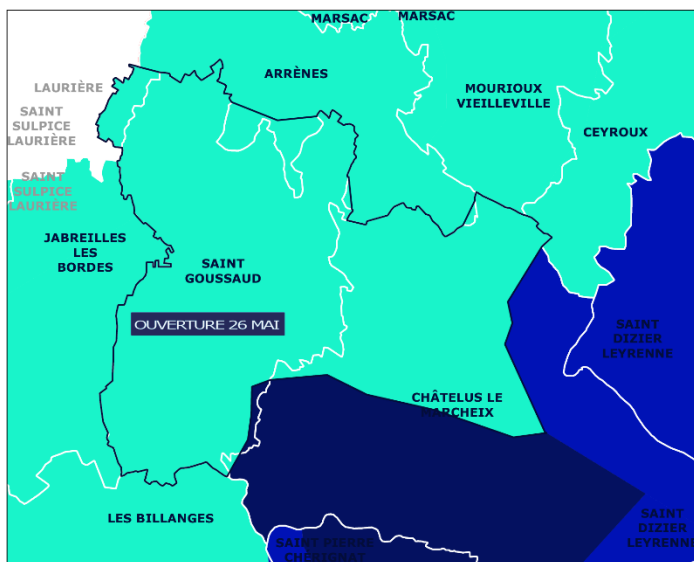 MARSAC
MARSAC
ARRÈNES
LAURIÈRE
MOURIOUX
VIEILLEVILLE
SAINT
SULPICE
LAURIÈRE
CEYROUX
SAINT
SULPICE
LAURIÈRE
JABREILLES
LES
BORDES
SAINT
GOUSSAUD
OUVERTURE 26 MAI
SAINT
DIZIER
LEYRENNE
CHÂTELUS LE
MARCHEIX
LES BILLANGES
SAINT
DIZIER
LEYRENNE
SAINT PIERRE
CHÉRIGNAT